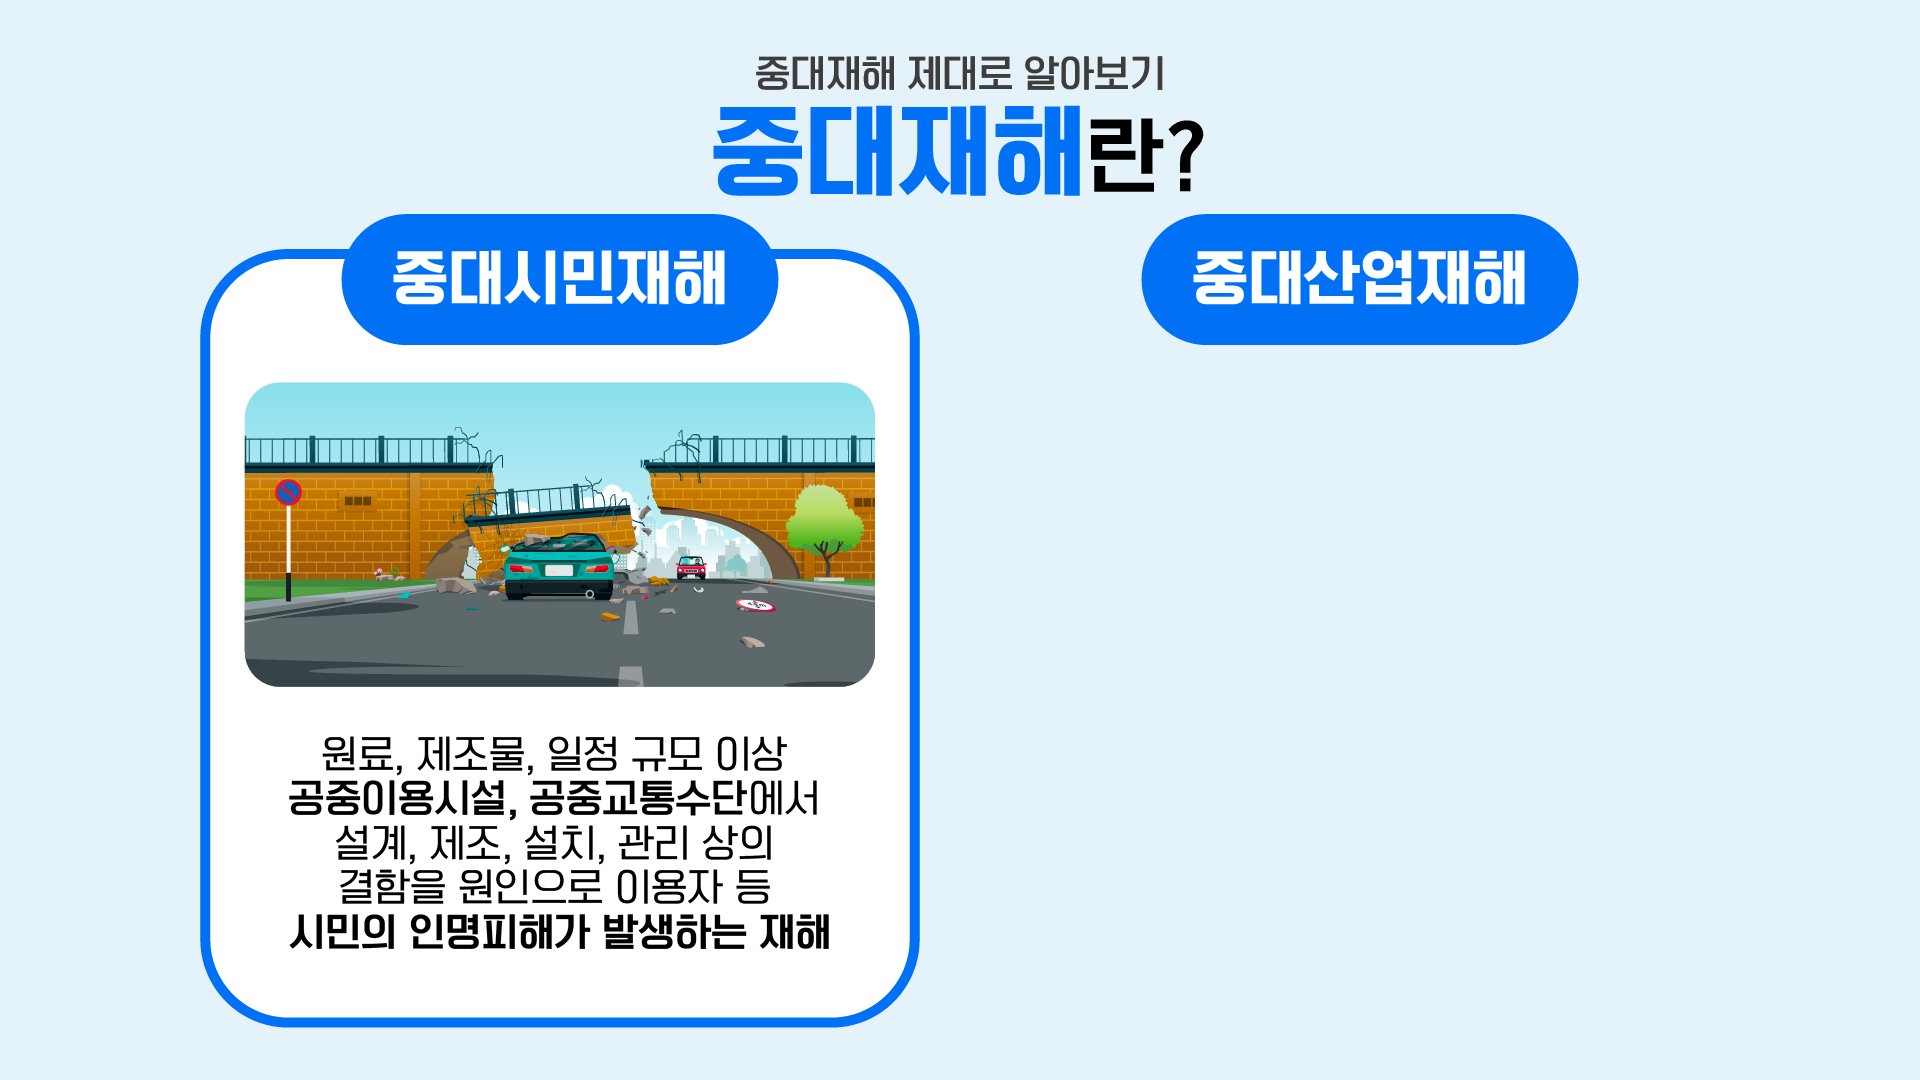 중대재해 제대로 알아보기
중대재해란?
중대시민재해
원료, 제조물, 일정 규모 이상
공중이용시설, 공중교통수단에서
설계, 제조, 설치, 관리 상의
결함을 원인으로 이용자 등
시민의 인명피해가 발생하는 재해
중대산업재해